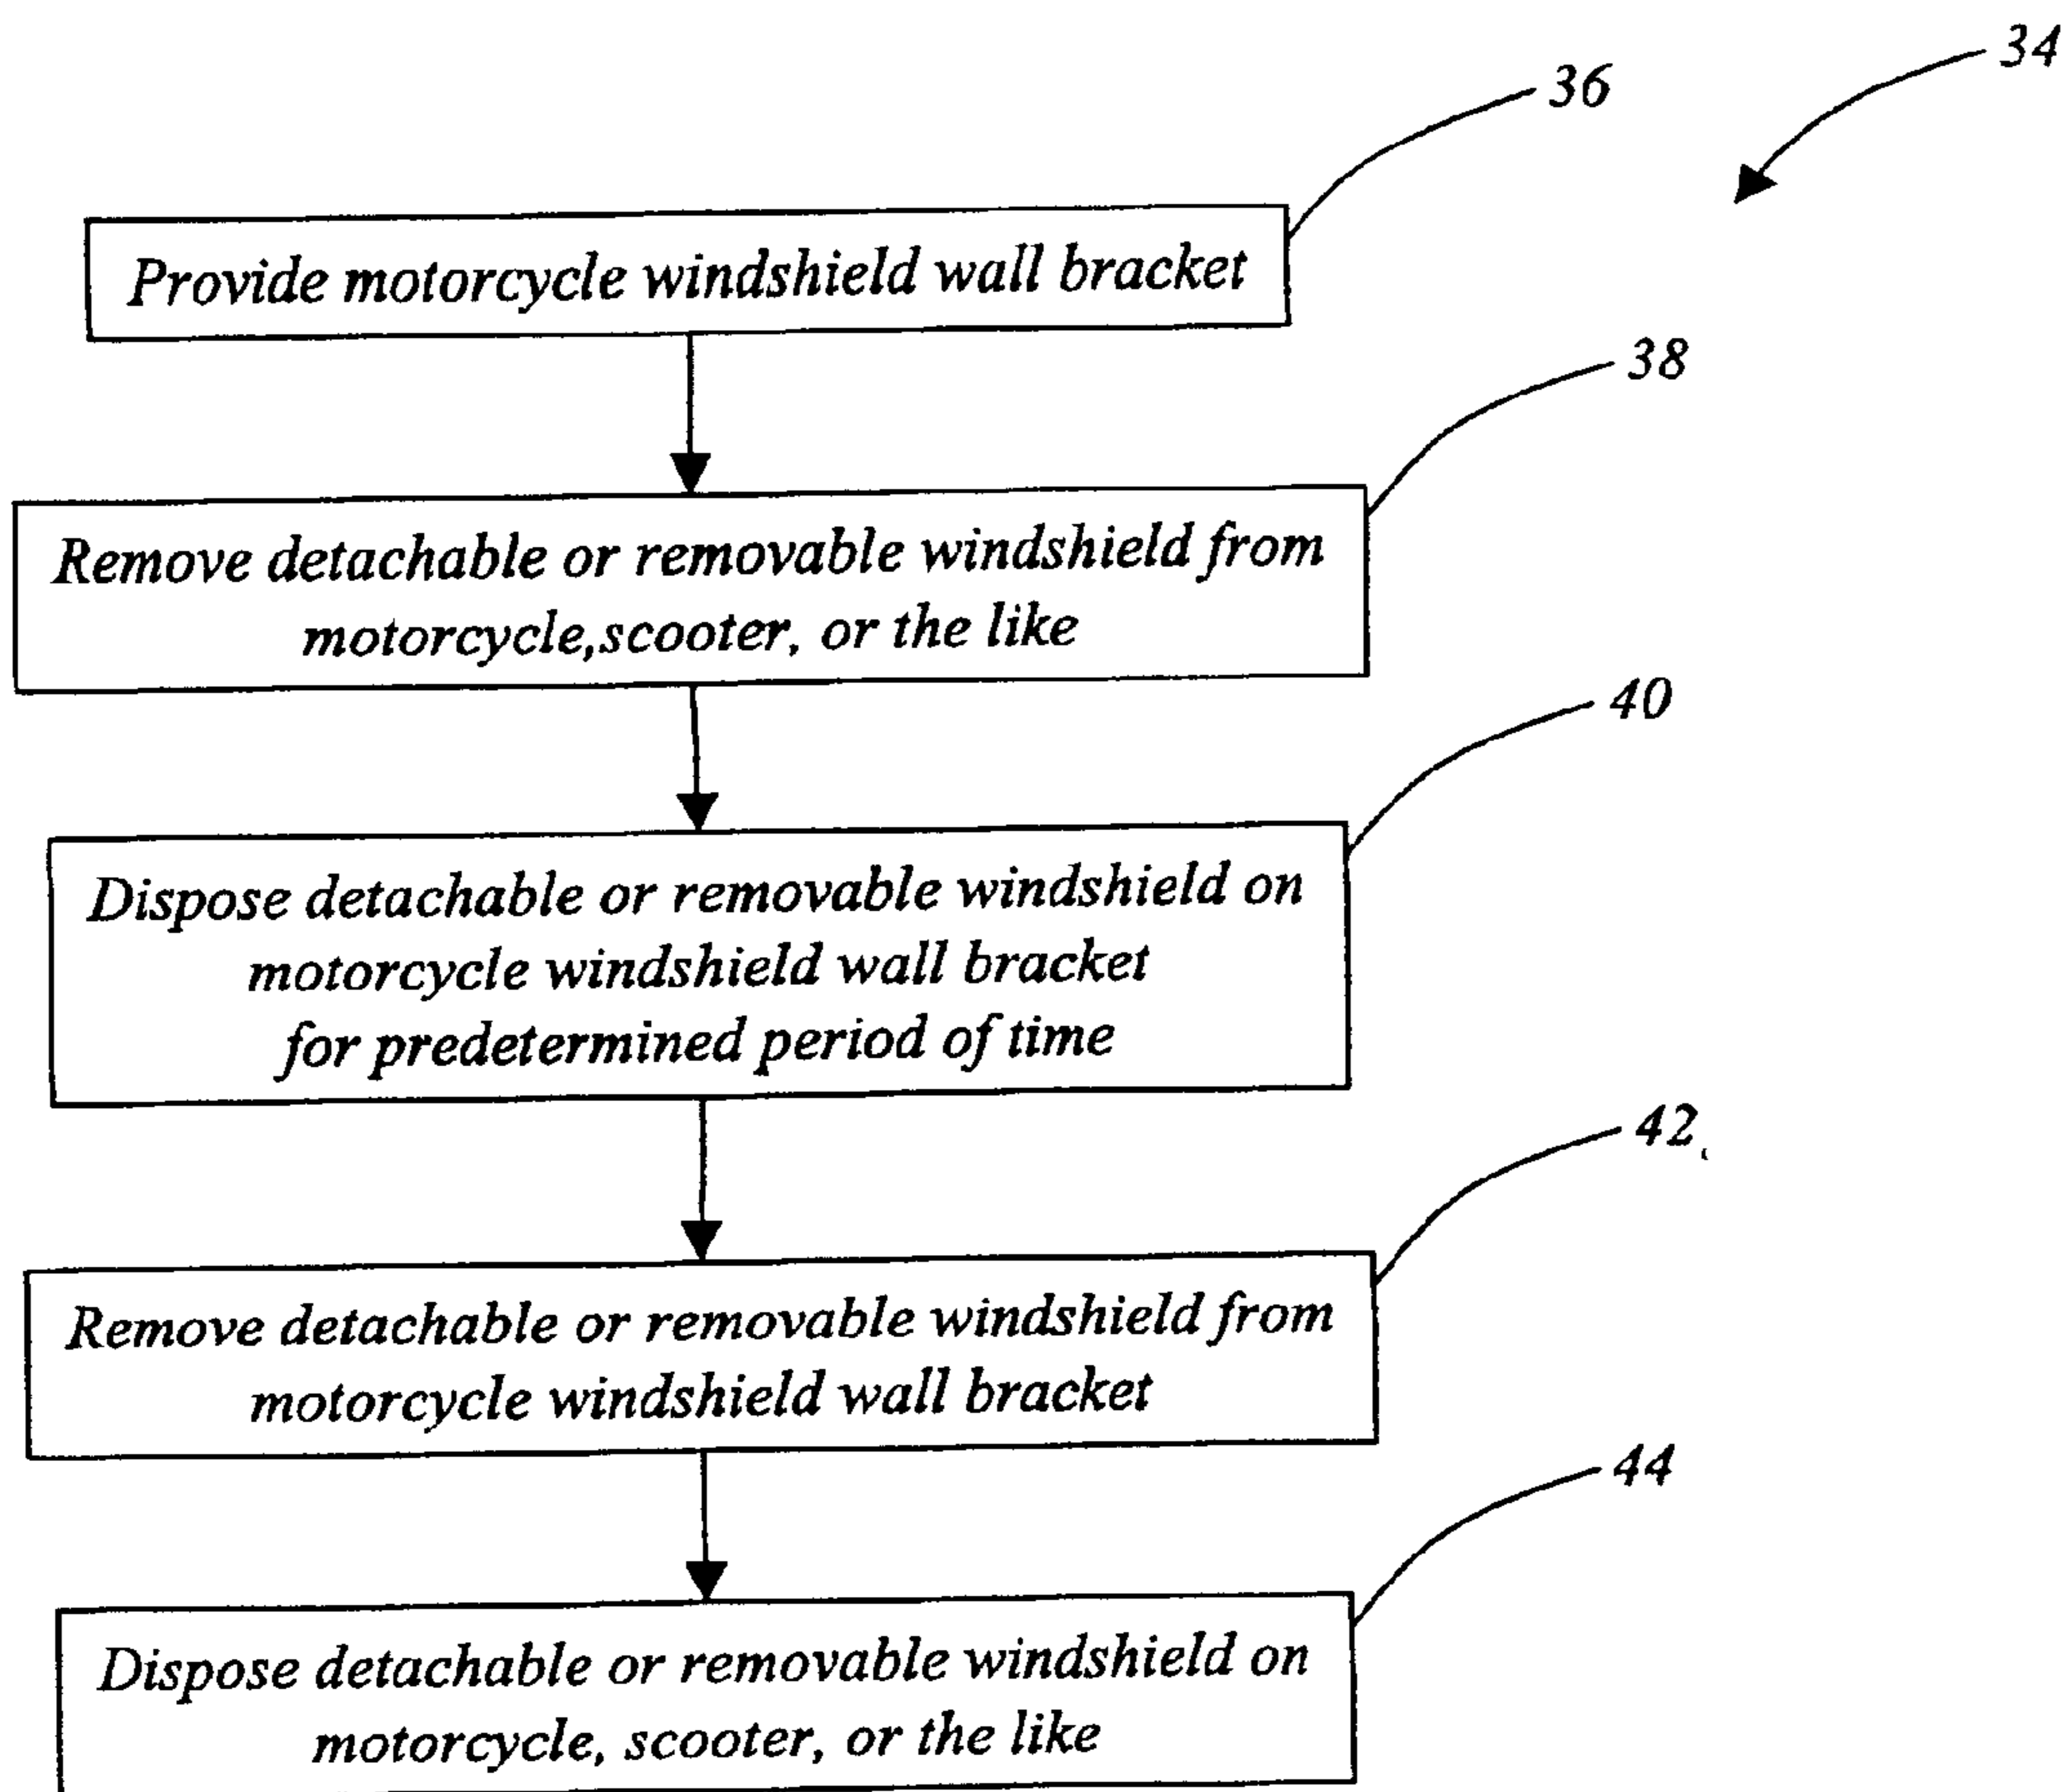 34
36
Provide motorcycle windshield wall bracket
38
Remove detachable or removable windshield from
motorcycle,scooter, or the like
40
Dispose detachable or removable windshield on
motorcycle windshield wall bracket
for predetermined period of time
42
Remove detachable or removable windshield from
motorcycle windshield wall bracket
44
Dispose detachable or removable windshield on
motorcycle, scooter, or the like